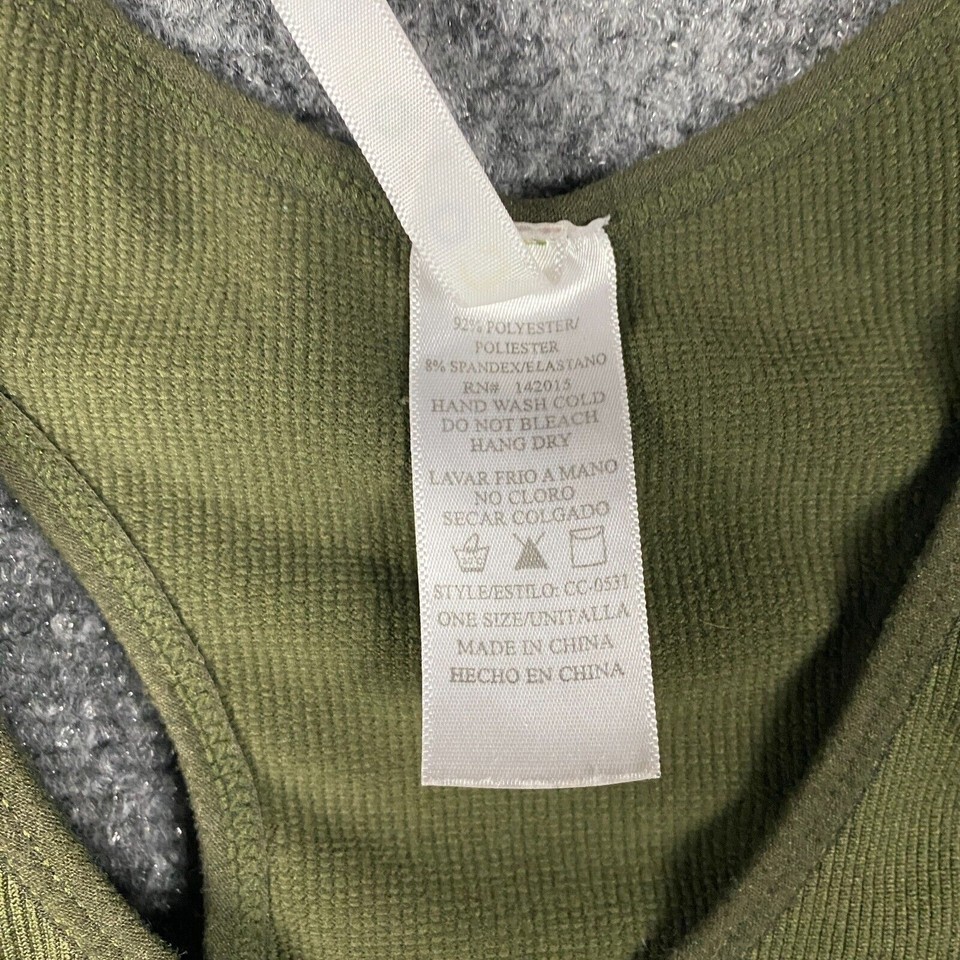 92% POLYESTER/
POLIESTER
8% SPANDEX/ELASTANO
RN# 142015
HAND WASH COLD
DO NOT BLEACH
HANG DRY
LAVAR FRIO A MANO
NO CLORO
SECAR COLGADO
STYLE/ESTILO: CC-0531
ONE SIZE/UNITALLA
MADE IN CHINA
HECHO EN CHINA